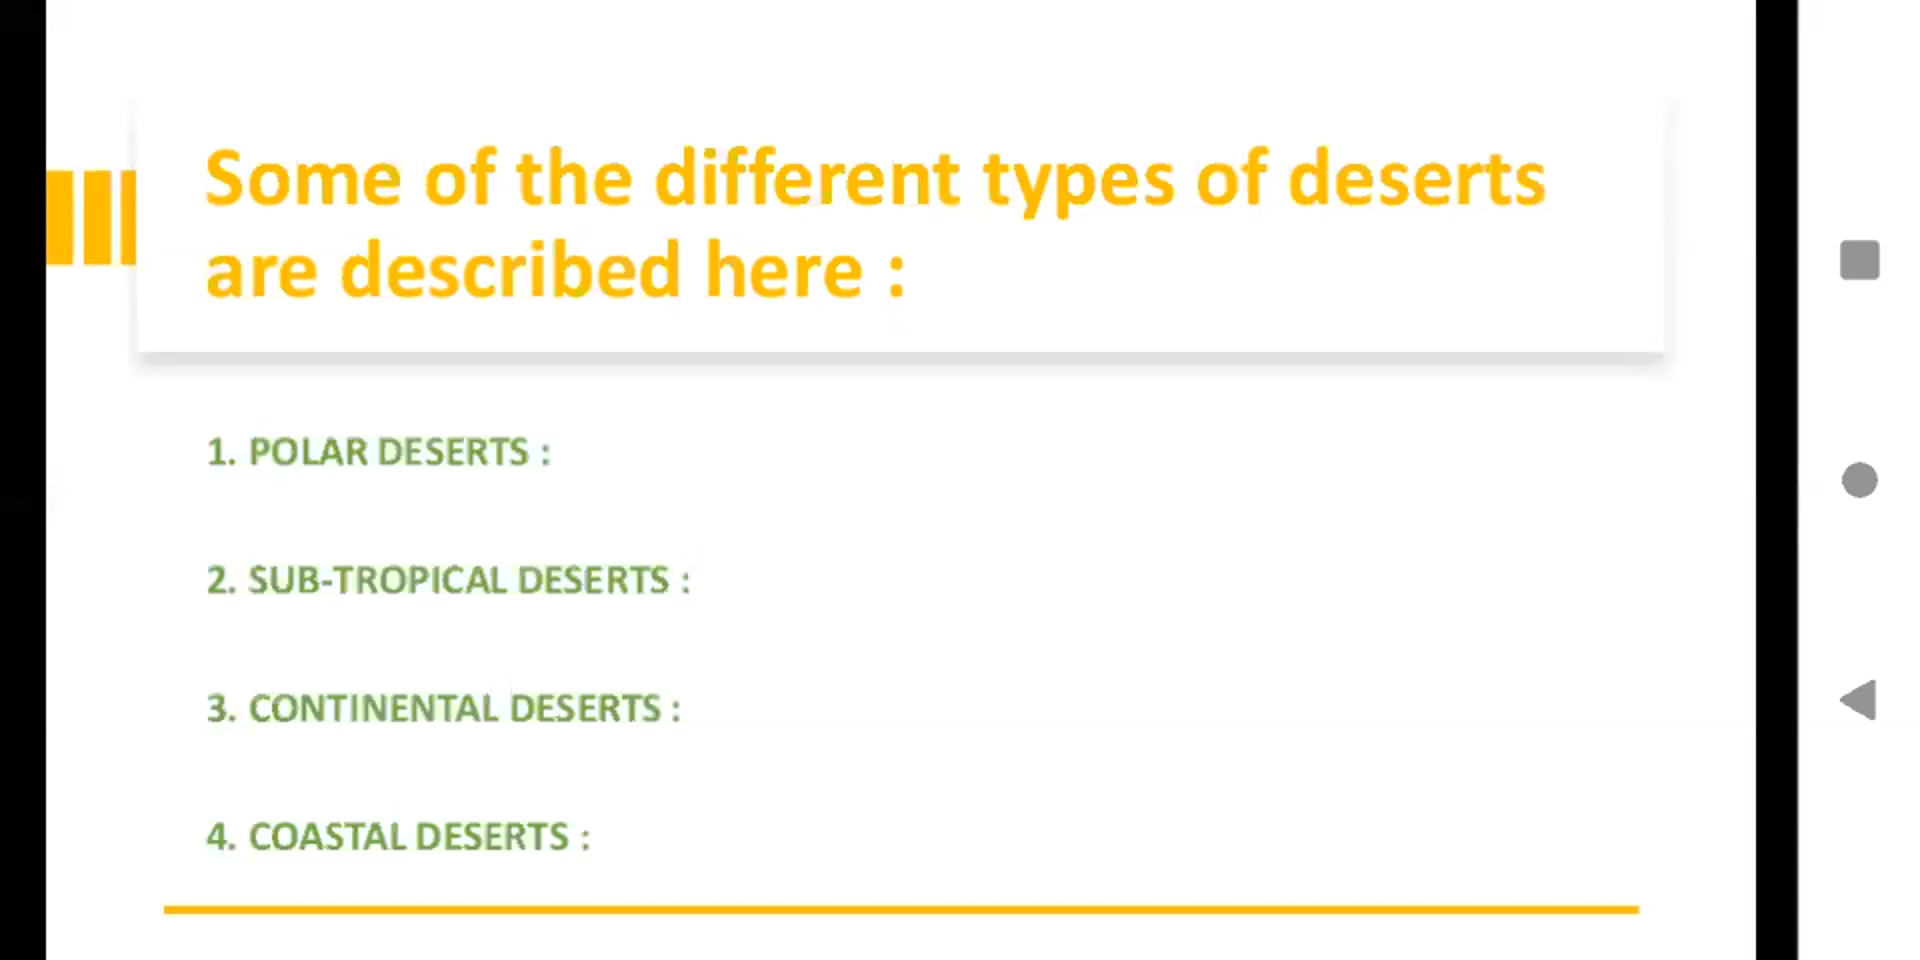 Some of the different types of deserts
are described here :
1. POLAR DESERTS :
2. SUB-TROPICAL DESERTS :
3. CONTINENTAL DESERTS :
4. COASTAL DESERTS :